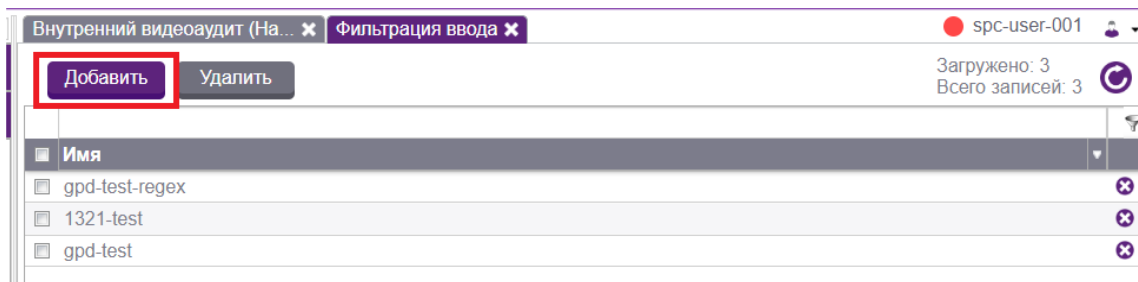 Внутренний видеоаудит (На... Фильтрация ввода spc-user-001
Добавить Удалить Загружено: 3
Всего записей: 3
Имя
gpd-test-regex
1321-test
gpd-test